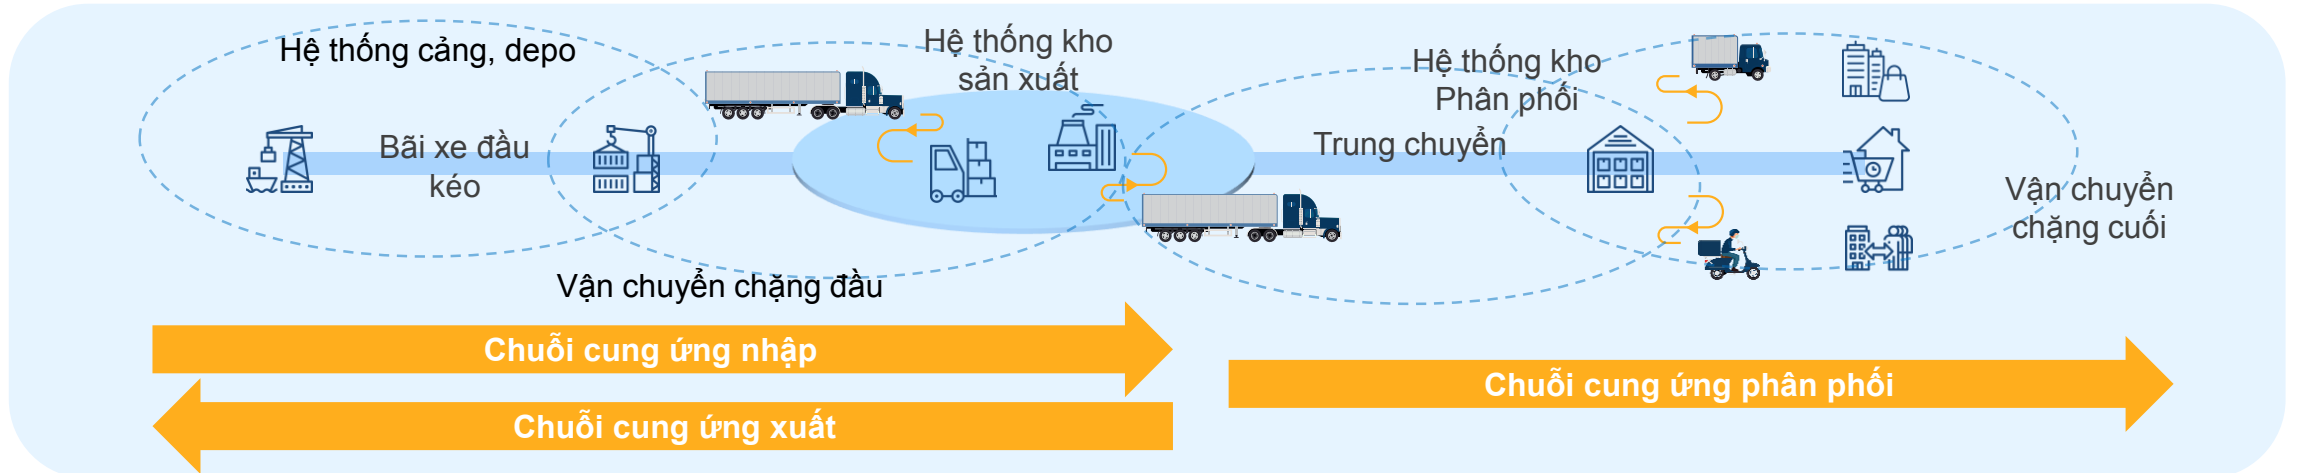 Hệ thống cảng, depo
Bãi xe đầu
kéo
Vận chuyển chặng đầu
Hệ thống kho
sản xuất
Trung chuyển
Hệ thống kho
Phân phối
Vận chuyển
chặng cuối
Chuỗi cung ứng nhập
Chuỗi cung ứng xuất
Chuỗi cung ứng phân phối